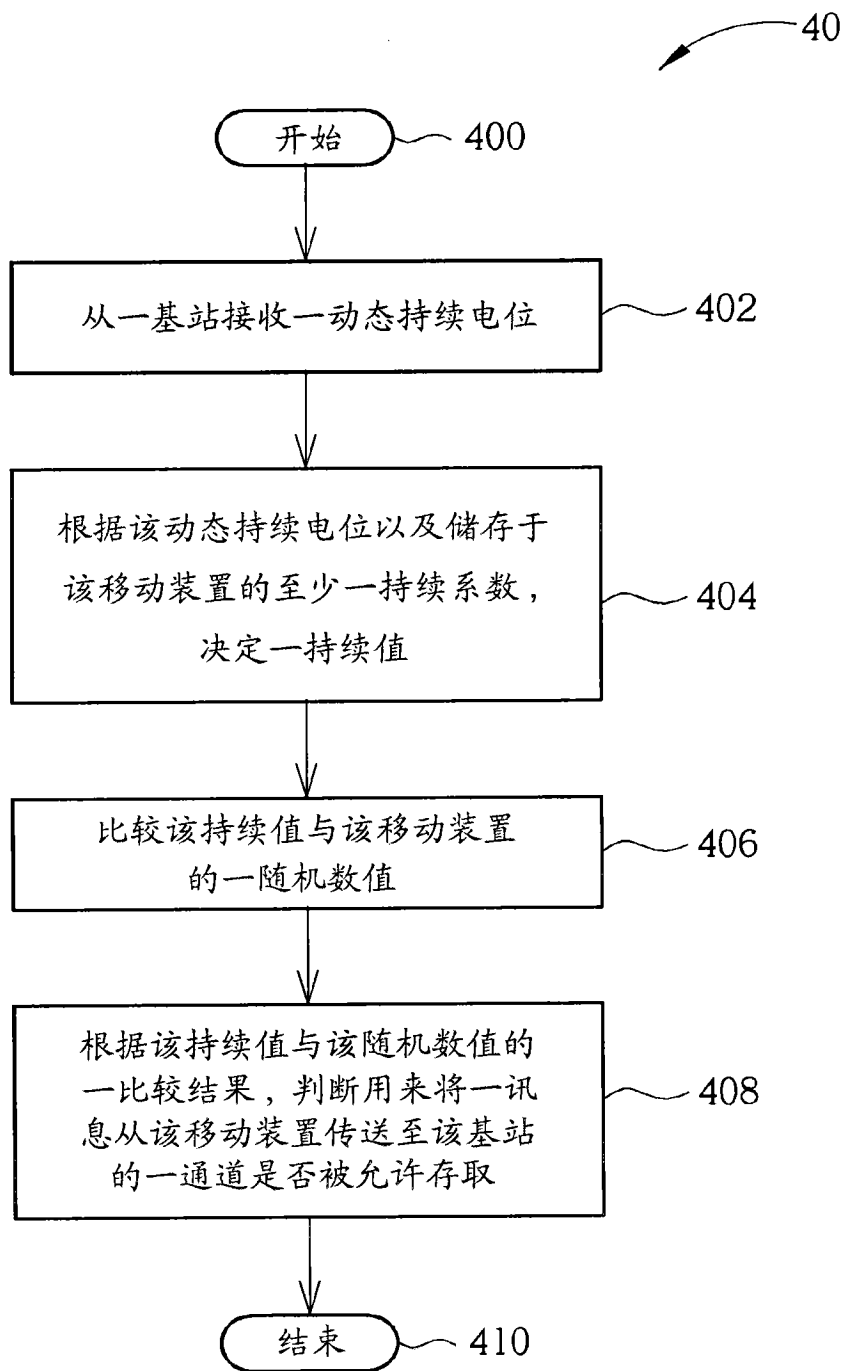 40
开始
400
从一基站接收一动态持续电位
402
根据该动态持续电位以及储存于
该移动装置的至少一持续系数，
决定一持续值
404
比较该持续值与该移动装置
的一随机数值
406
根据该持续值与该随机数值的
一比较结果，判断用来将一讯
息从该移动装置传送至该基站
的一通道是否被允许存取
408
结束
410